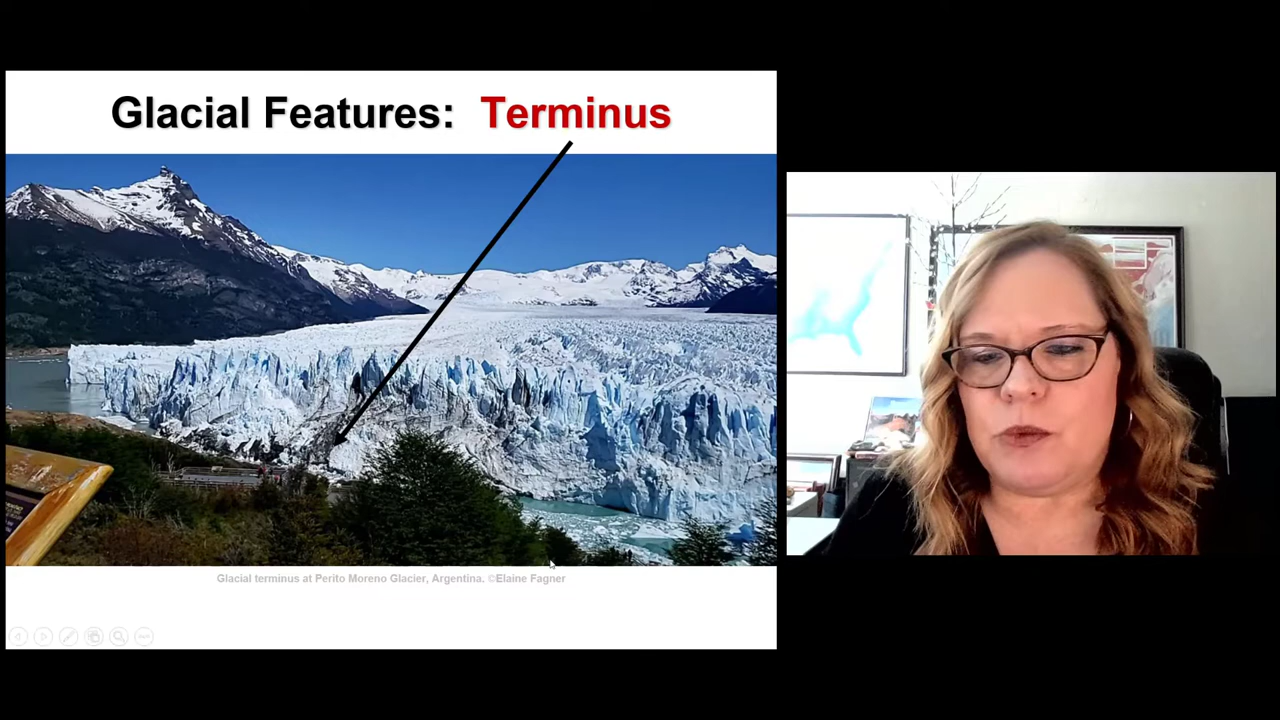 Glacial Features: Terminus
Glacial terminus at Perito Moreno Glacier, Argentina. ©Elaine Fagner